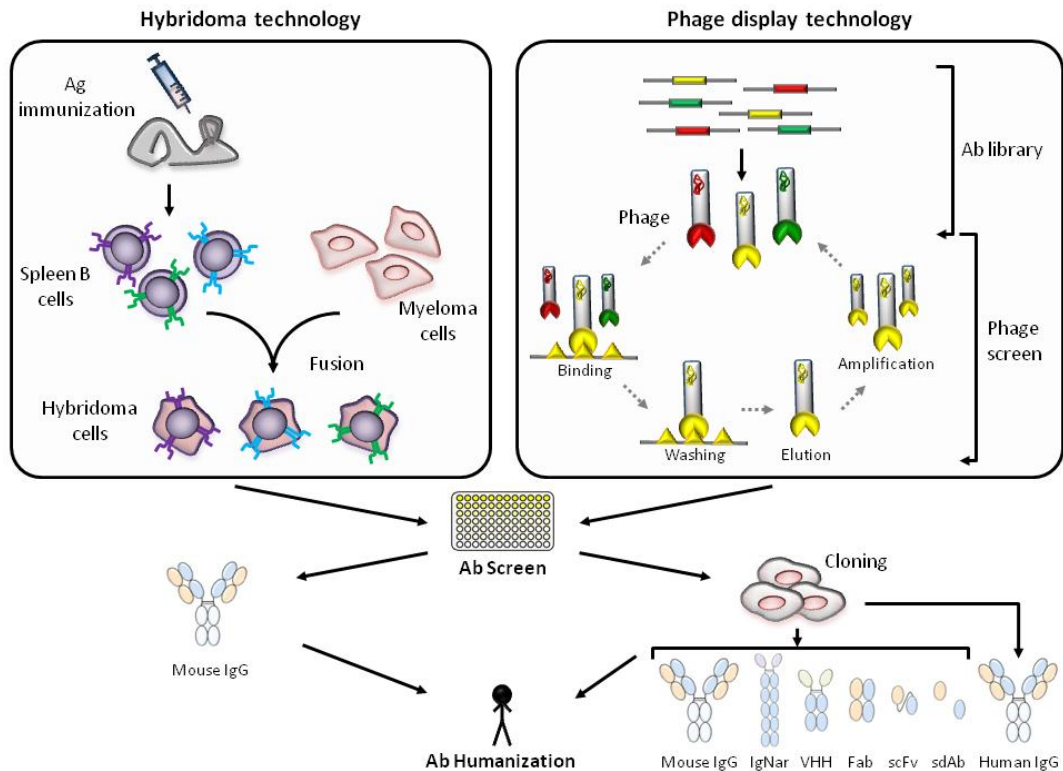 Hybridoma technology
Ag
immunization
Spleen B
cells
Myeloma
cells
Fusion
Hybridoma
cells
Phage display technology
Ab library
Phage
Phage
screen
Binding
Amplification
Washing
Elution
Ab Screen
Cloning
Mouse IgG
Ab Humanization
Mouse IgG
IgNar
VHH
Fab
scFv
sdAb
Human IgG